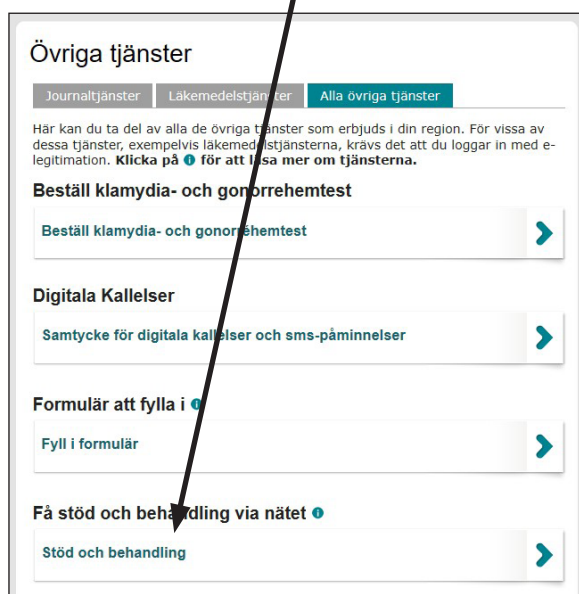 Övriga tjänster
Journaltjänster Läkemedelstjänster Alla övriga tjänster
Här kan du ta del av alla de övriga tjänster som erbjuds i din region. För vissa av
dessa tjänster, exempelvis läkemedelstjänsterna, krävs det att du loggar in med e-
legitimation. Klicka på i för att läsa mer om tjänsterna.
Beställ klamydia- och gonorrehemtest
Beställ klamydia- och gonorréhemtest
Digitala Kallelser
Samtycke för digitala kallelser och sms-påminnelser
Formulär att fylla i i
Fyll i formulär
Få stöd och behandling via nätet i
Stöd och behandling